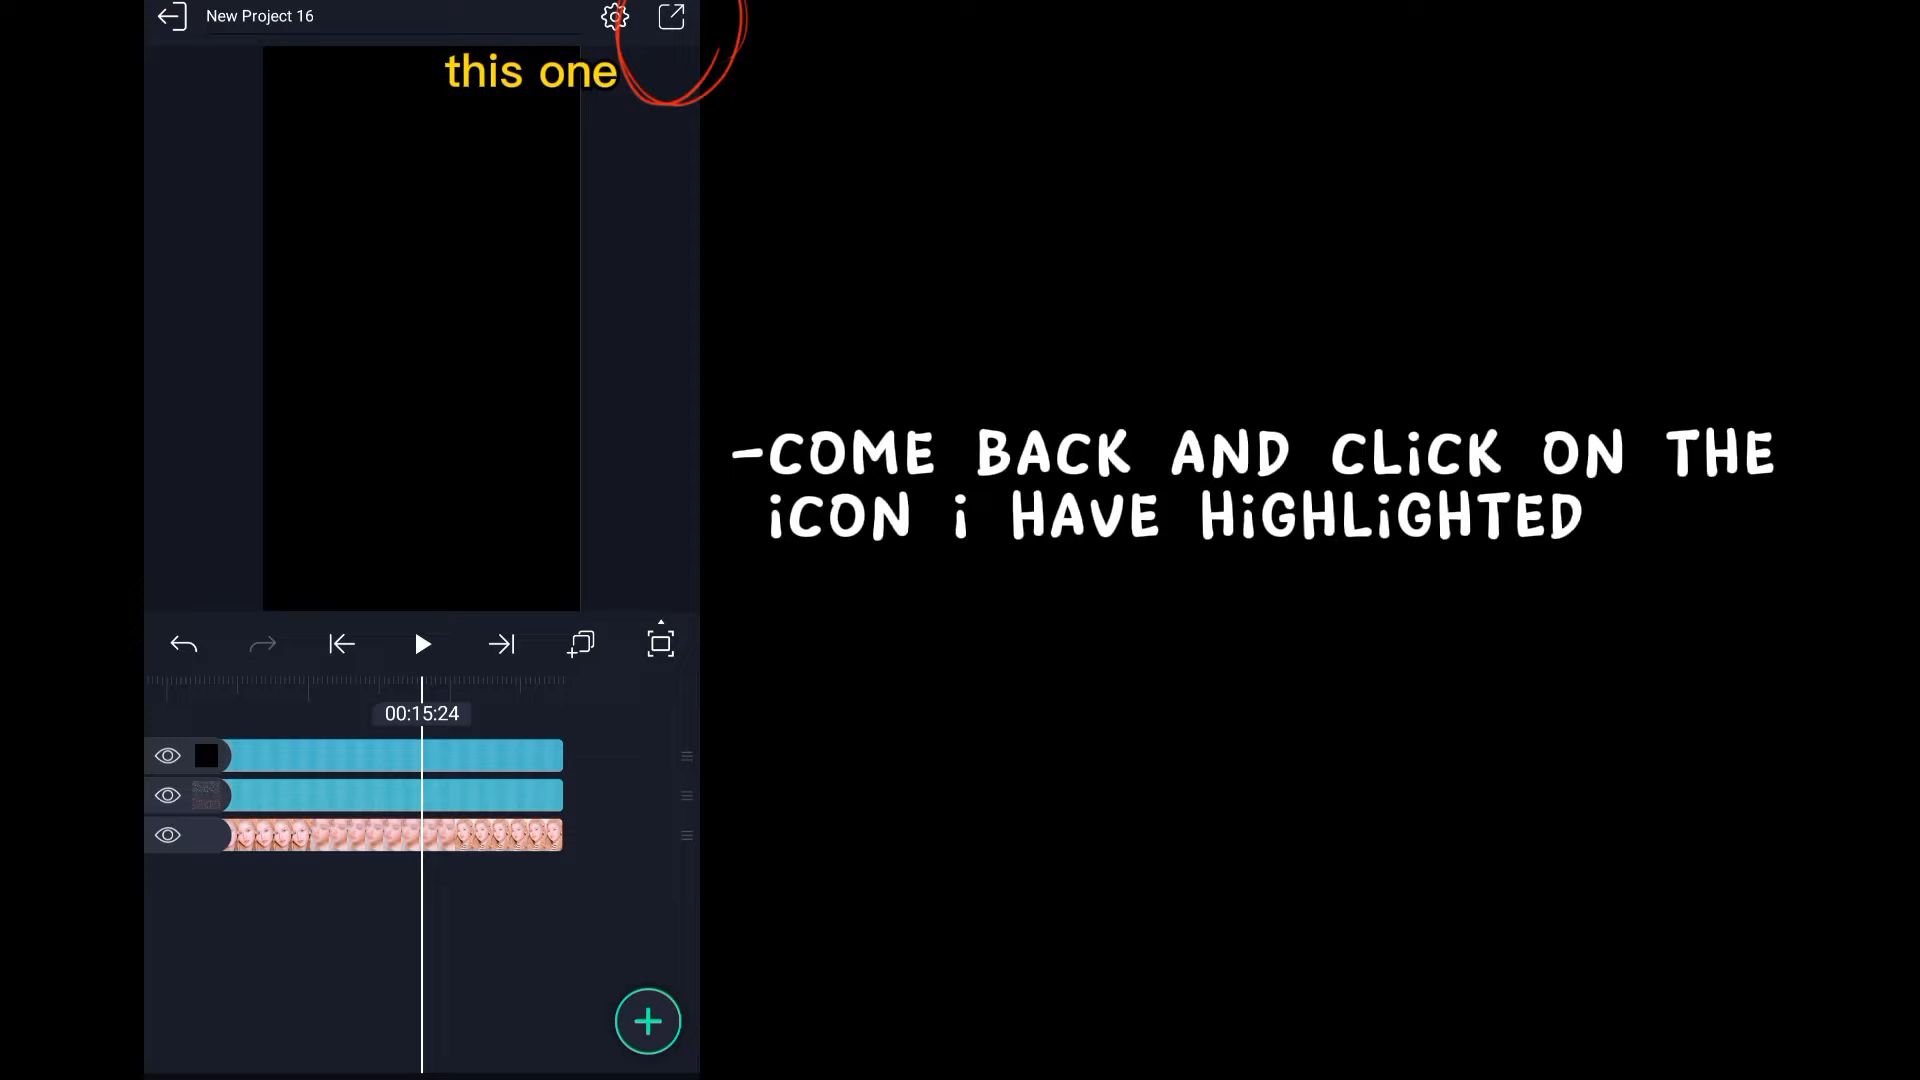 New Project 16
this one
-COME BACK AND CLiCK ON THE
iCON i HAVE HiGHLiGHTED
00:15:24